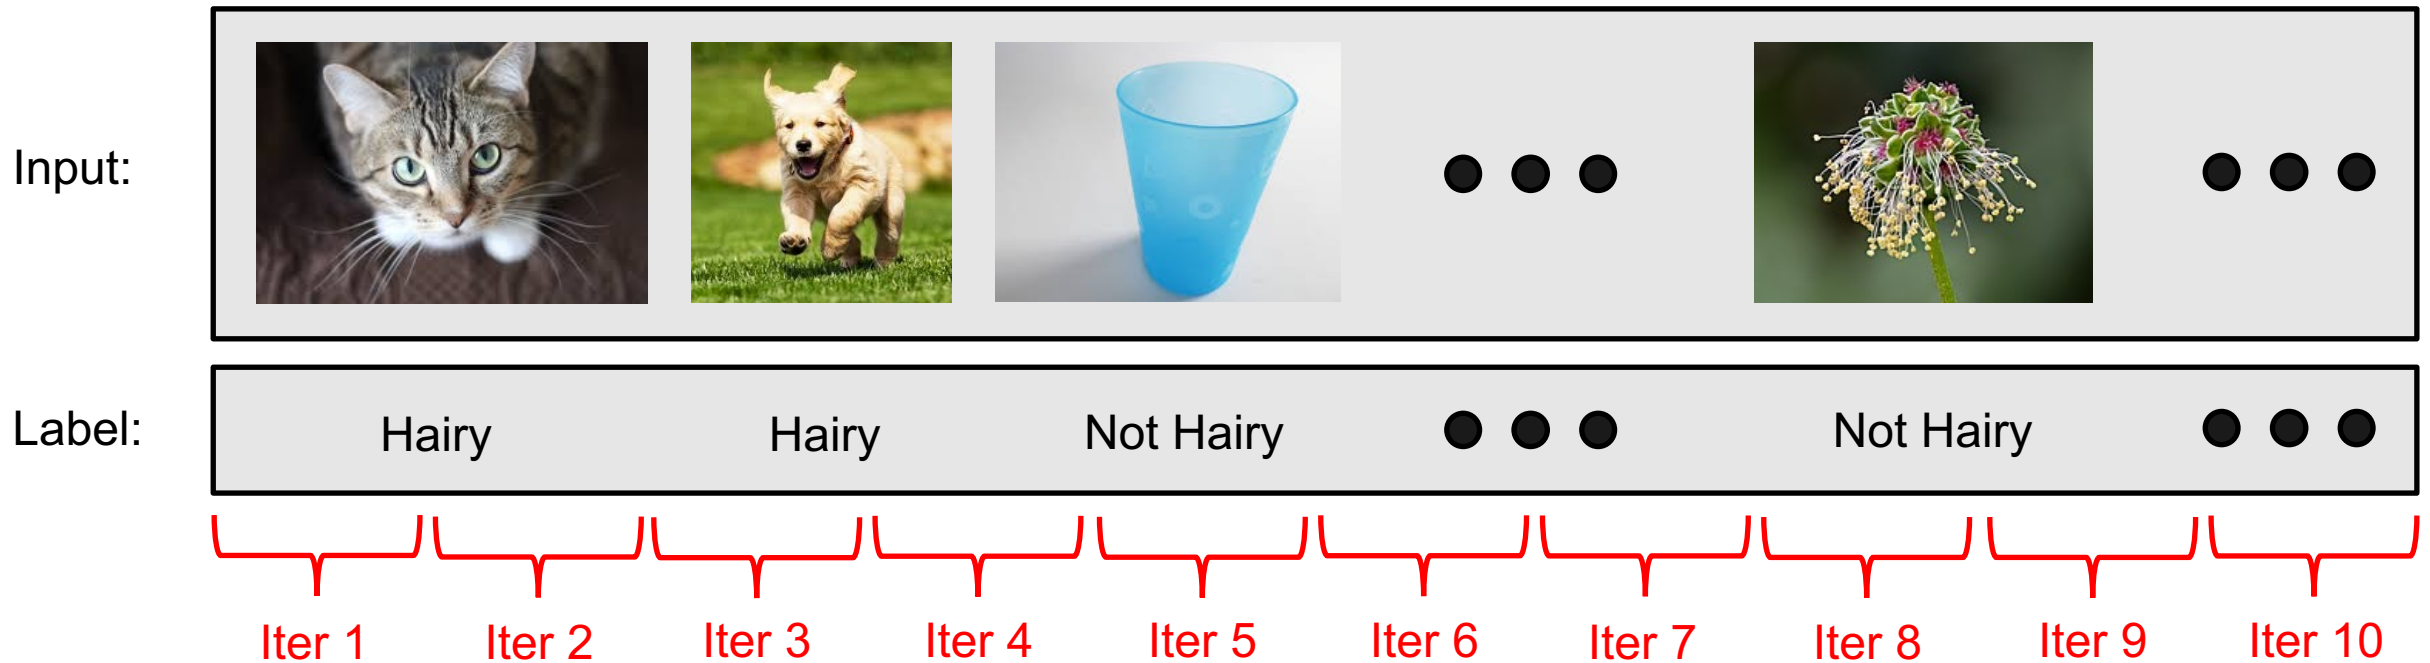 Input:
Label:
Hairy
Hairy
Not Hairy
Not Hairy
Iter 1
Iter 2
Iter 3
Iter 4
Iter 5
Iter 6
Iter 7
Iter 8
Iter 9
Iter 10